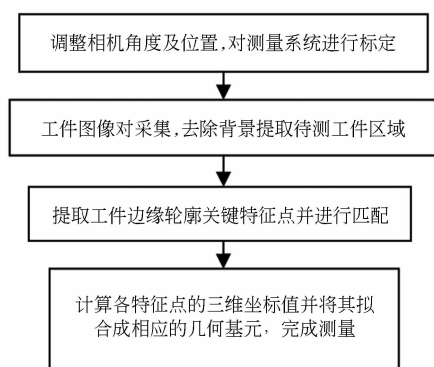 调整相机角度及位置,对测量系统进行标定
工件图像对采集,去除背景提取待测工件区域
提取工件边缘轮廓关键特征点并进行匹配
计算各特征点的三维坐标值并将其拟
合成相应的几何基元，完成测量